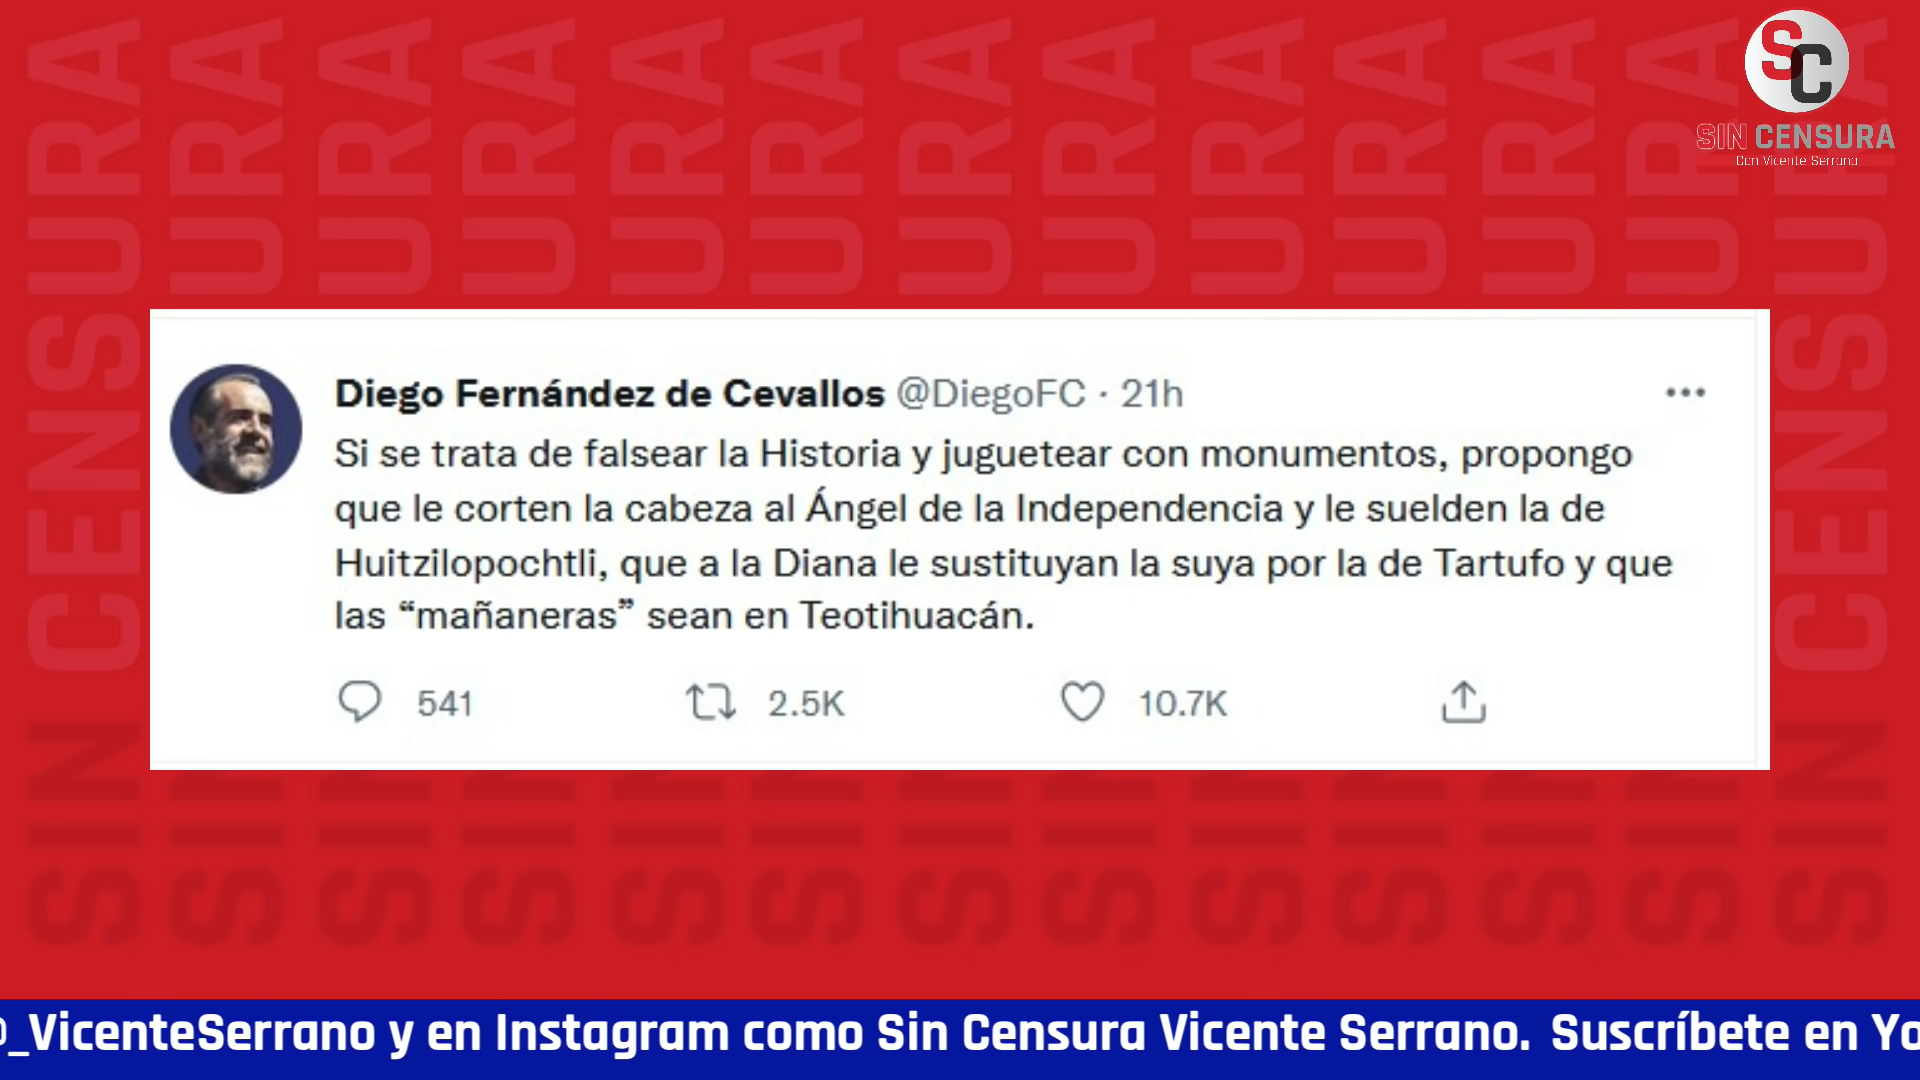 SC
SIN CENSURA
Con Vicente Serrano
Diego Fernández de Cevallos @DiegoFC · 21h
Si se trata de falsear la Historia y juguetear con monumentos, propongo
que le corten la cabeza al Ángel de la Independencia y le suelden la de
Huitzilopochtli, que a la Diana le sustituyan la suya por la de Tartufo y que
las “mañaneras” sean en Teotihuacán.
541 2.5K 10.7K
SIN CENSURA
@_VicenteSerrano y en Instagram como Sin Censura Vicente Serrano. Suscríbete en Yo